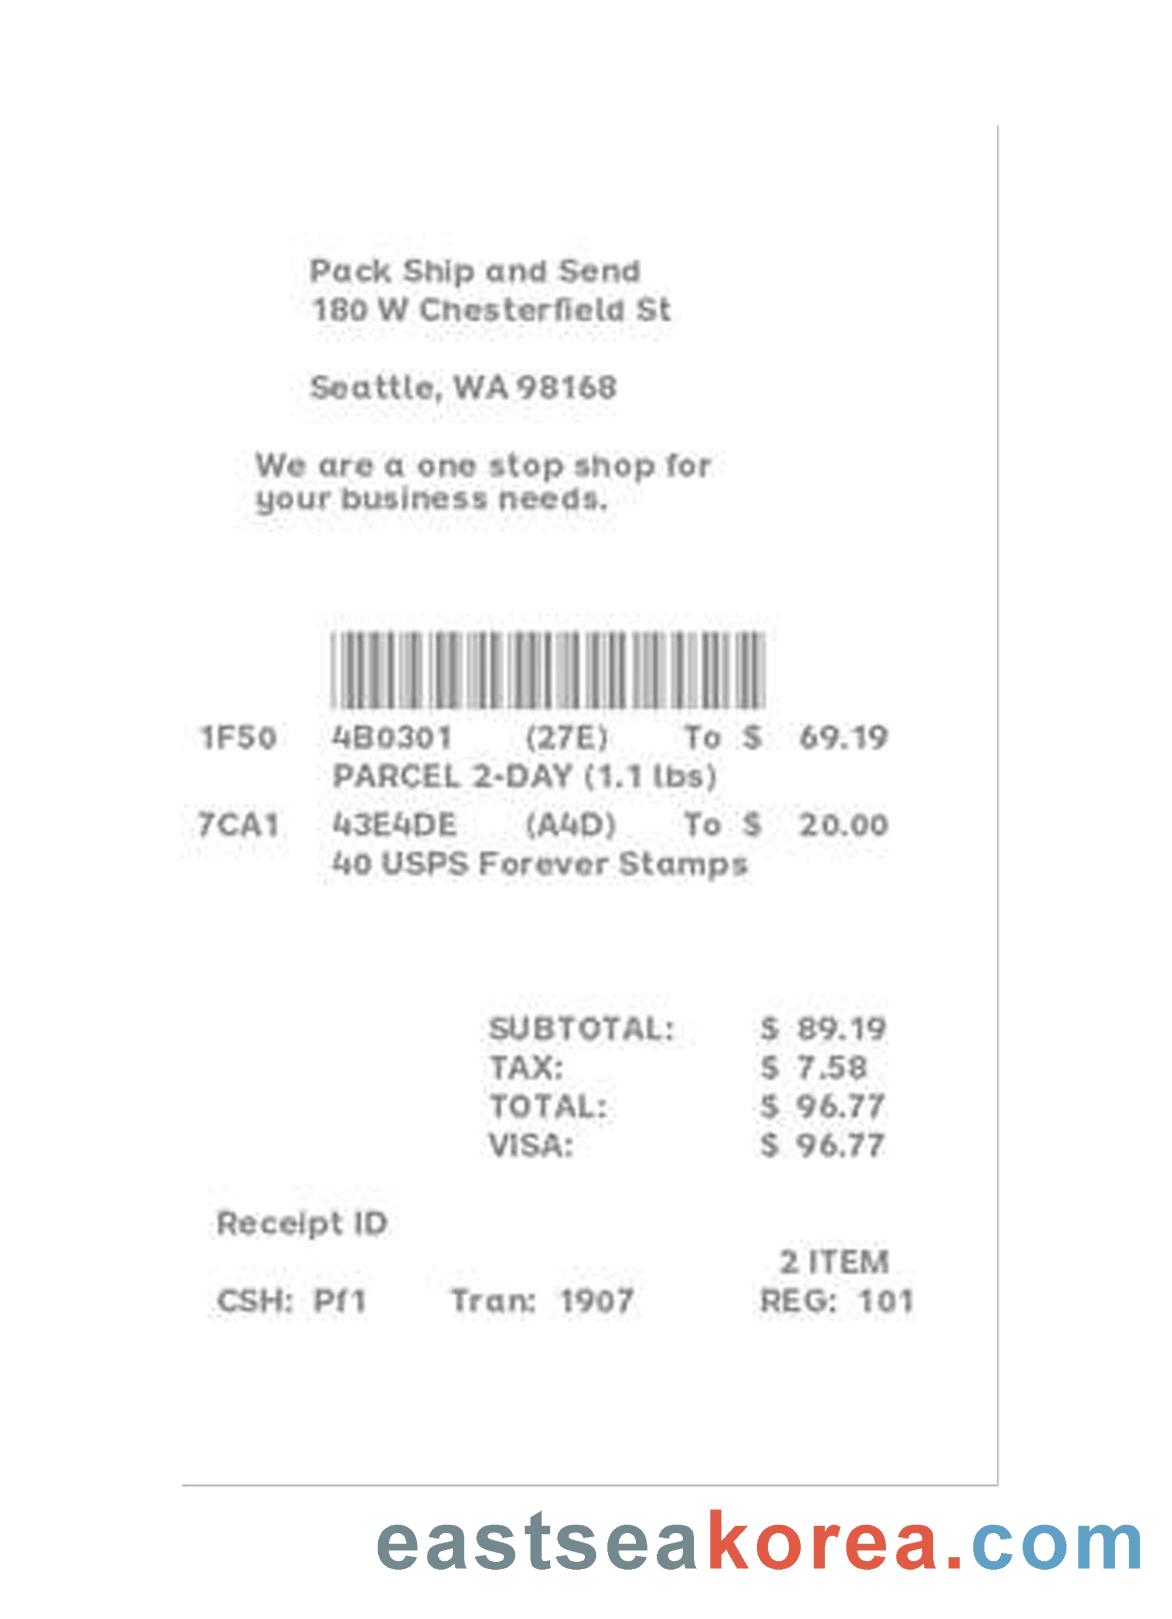 Pack Ship and Send
180 W Chesterfield St
Seattle, WA 98168
We are a one stop shop for
your business needs.
1F50 4B0301 (27E) To $ 69.19
PARCEL 2-DAY (1.1 lbs)
7CA1 43E4DE (A4D) To $ 20.00
40 USPS Forever Stamps
SUBTOTAL: $ 89.19
TAX: $ 7.58
TOTAL: $ 96.77
VISA: $ 96.77
Receipt ID
2 ITEM
CSH: Pf1 Tran: 1907 REG: 101
eastseakorea.com